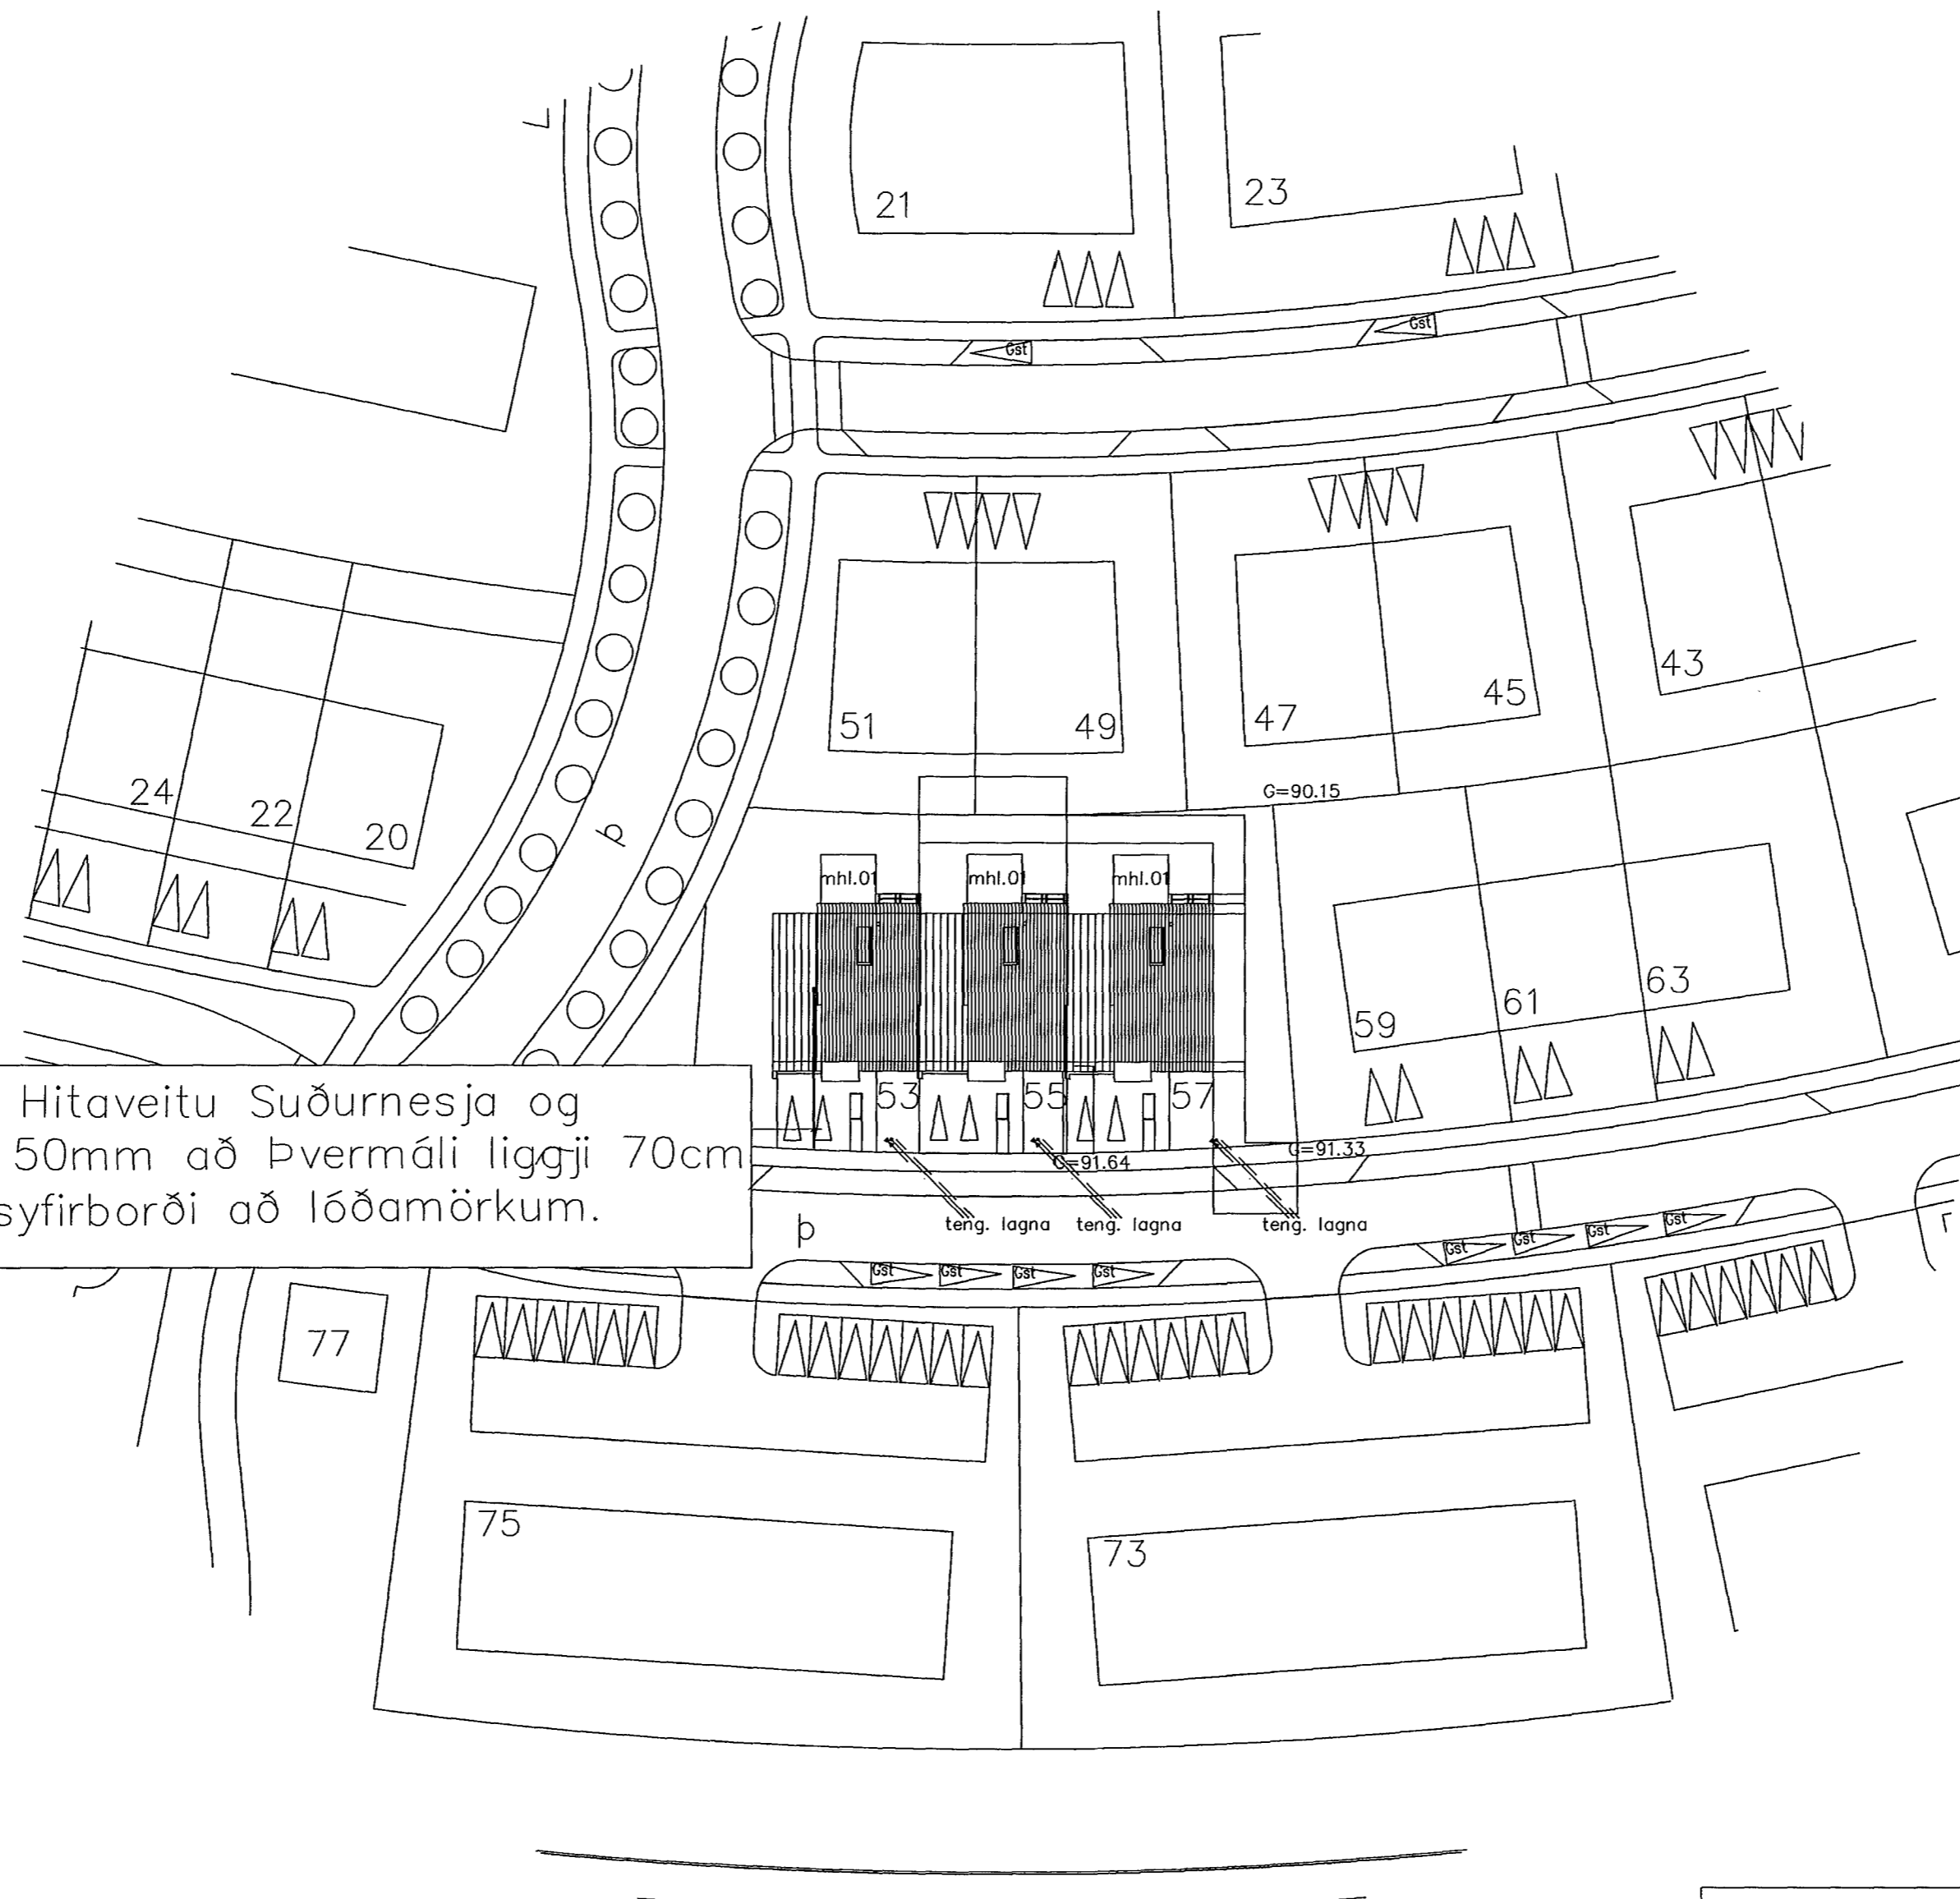 21
23
Gst
Gst
51
49
47
45
43
24
22
20
þ
G=90.15
mhl.01
mhl.01
mhl.01
59
61
63
53
55
57
Hitaveitu Suðurnesja og
50mm að Þvermáli liggji 70cm
syfirborði að lóðamörkum.
G=91.64
G=91.33
teng. lagna
teng. lagna
teng. lagna
þ
Gst
Gst
Gst
Gst
Gst
Gst
Gst
Gst
77
75
73